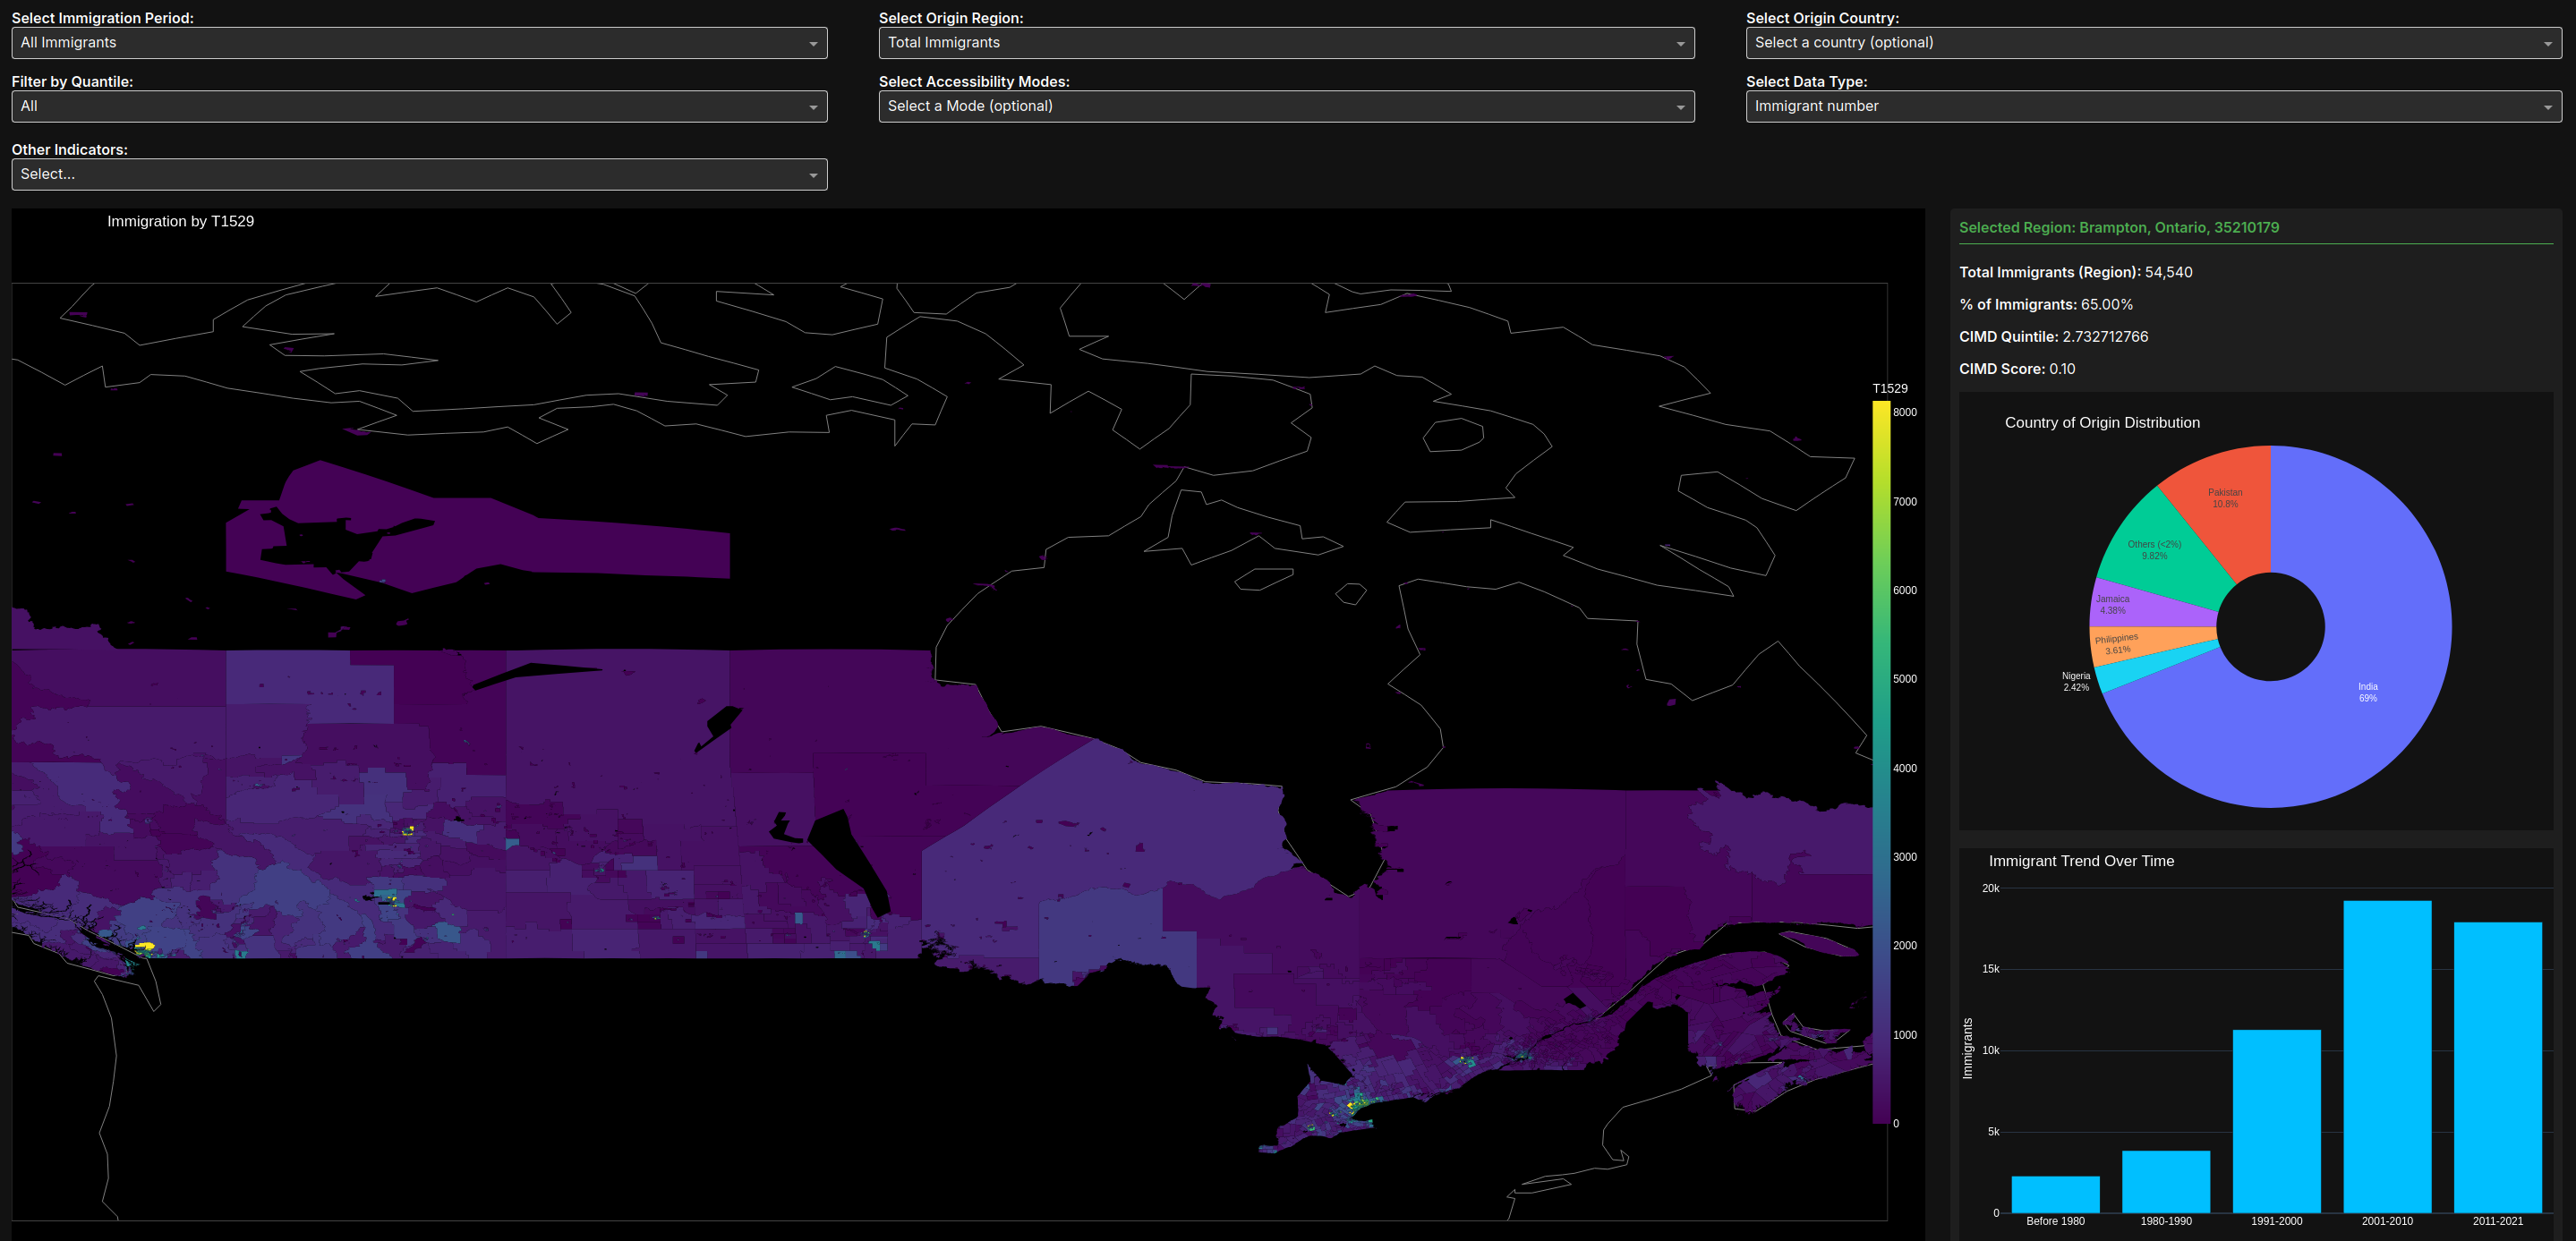 Select Immigration Period:
All Immigrants
Select Origin Region:
Total Immigrants
Select Origin Country:
Select a country (optional)
Filter by Quantile:
All
Select Accessibility Modes:
Select a Mode (optional)
Select Data Type:
Immigrant number
Other Indicators:
Select...
Immigration by T1529
T1529
8000
7000
6000
5000
4000
3000
2000
1000
0
Selected Region: Brampton, Ontario, 35210179
Total Immigrants (Region): 54,540
% of Immigrants: 65.00%
CIMD Quintile: 2.732712766
CIMD Score: 0.10
Country of Origin Distribution
Pakistan
10.8%
Others (<2%)
9.82%
Jamaica
4.38%
Philippines
3.61%
Nigeria
2.42%
India
69%
Immigrant Trend Over Time
20k
15k
10k
5k
0
Immigrants
Before 1980
1980-1990
1991-2000
2001-2010
2011-2021